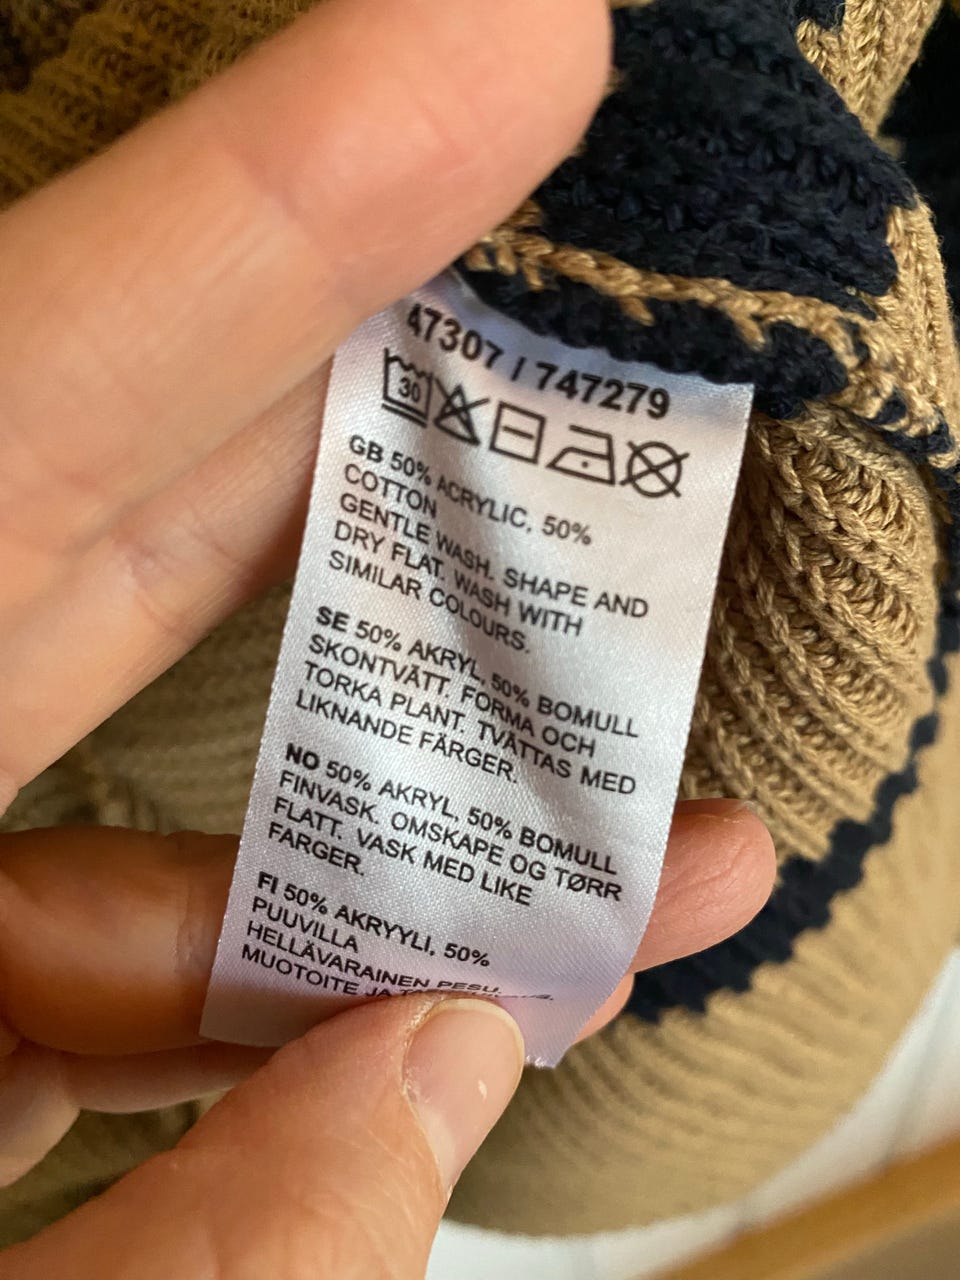 47307 / 747279
30
GB 50% ACRYLIC, 50%
COTTON
GENTLE WASH. SHAPE AND
DRY FLAT. WASH WITH
SIMILAR COLOURS.
SE 50% AKRYL, 50% BOMULL
SKONTVÄTT. FORMA OCH
TORKA PLANT. TVÄTTAS MED
LIKNANDE FÄRGER.
NO 50% AKRYL, 50% BOMULL
FINVASK. OMSKAPE OG TØRR
FLATT. VASK MED LIKE
FARGER.
FI 50% AKRYYLI, 50%
PUUVILLA
HELLÄVARAINEN PESU.
MUOTOITE JA